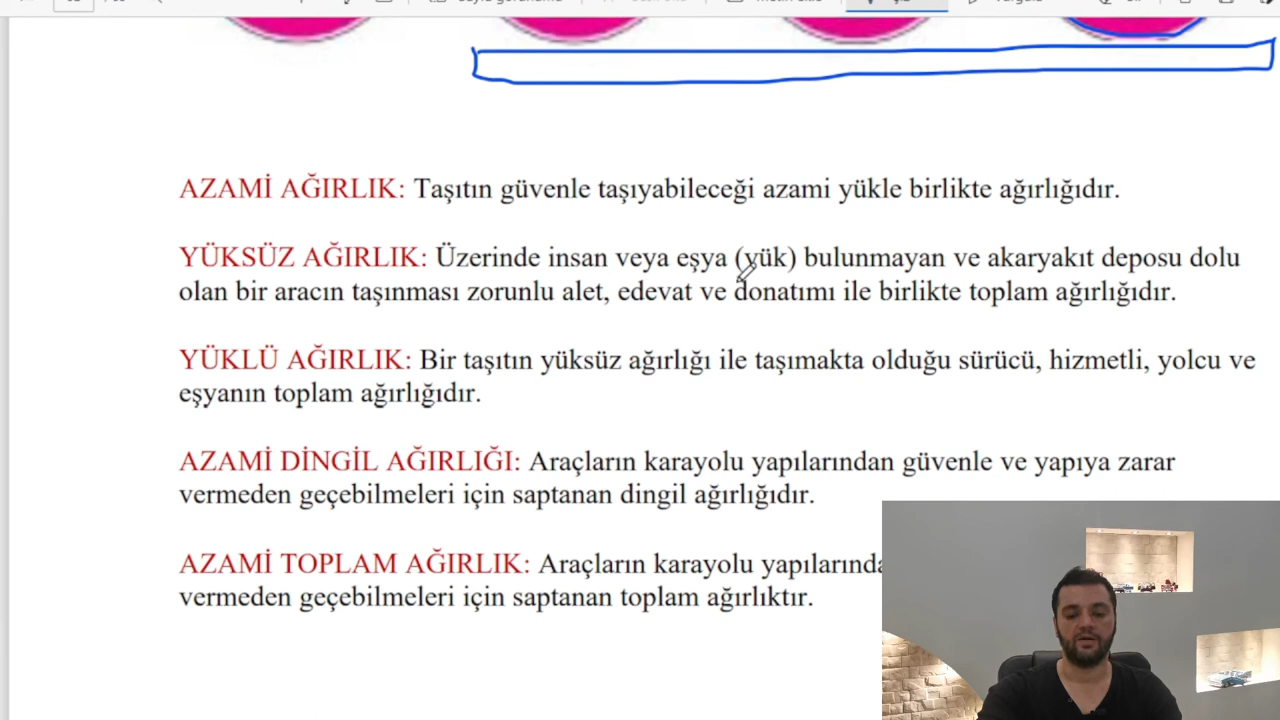 AZAMİ AĞIRLIK: Taşıtın güvenle taşıyabileceği azami yükle birlikte ağırlığıdır.
YÜKSÜZ AĞIRLIK: Üzerinde insan veya eşya (yük) bulunmayan ve akaryakıt deposu dolu
olan bir aracın taşınması zorunlu alet, edevat ve donatımı ile birlikte toplam ağırlığıdır.
YÜKLÜ AĞIRLIK: Bir taşıtın yüksüz ağırlığı ile taşımakta olduğu sürücü, hizmetli, yolcu ve
eşyanın toplam ağırlığıdır.
AZAMİ DİNGİL AĞIRLIĞI: Araçların karayolu yapılarından güvenle ve yapıya zarar
vermeden geçebilmeleri için saptanan dingil ağırlığıdır.
AZAMİ TOPLAM AĞIRLIK: Araçların karayolu
vermeden geçebilmeleri için saptanan toplam ağırlıktır.